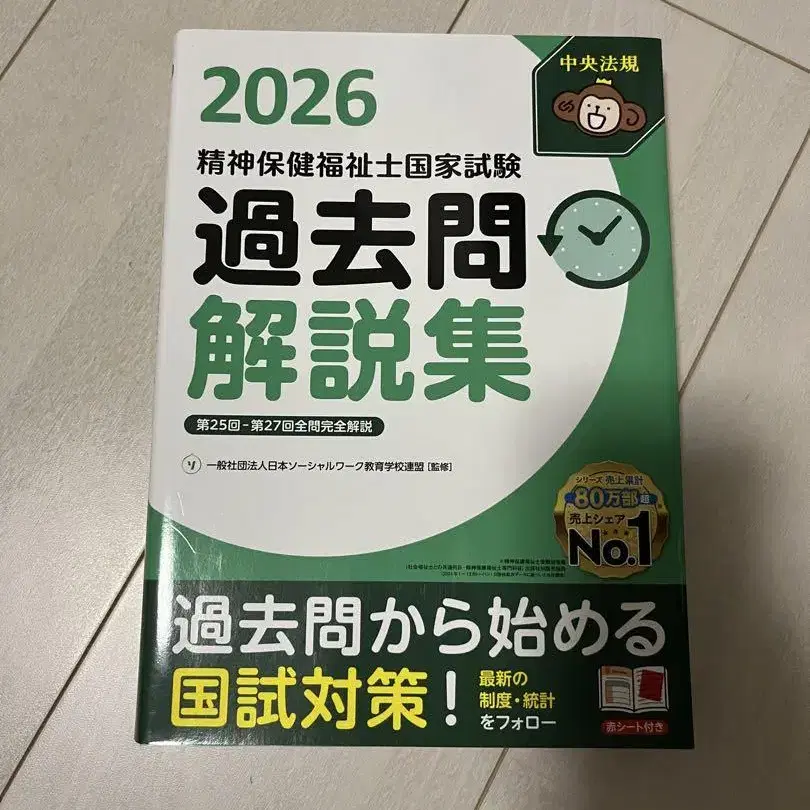 2026
中央法規
精神保健福祉士国家試験
過去問
解説集
第25回-第27回全問完全解説
一般社団法人日本ソーシャルワーク教育学校連盟[監修]
シリーズ 売上累計
80万部超
売上シェア
No.1
過去問から始める
国試対策!
最新の
制度・統計
をフォロー
赤シート付き